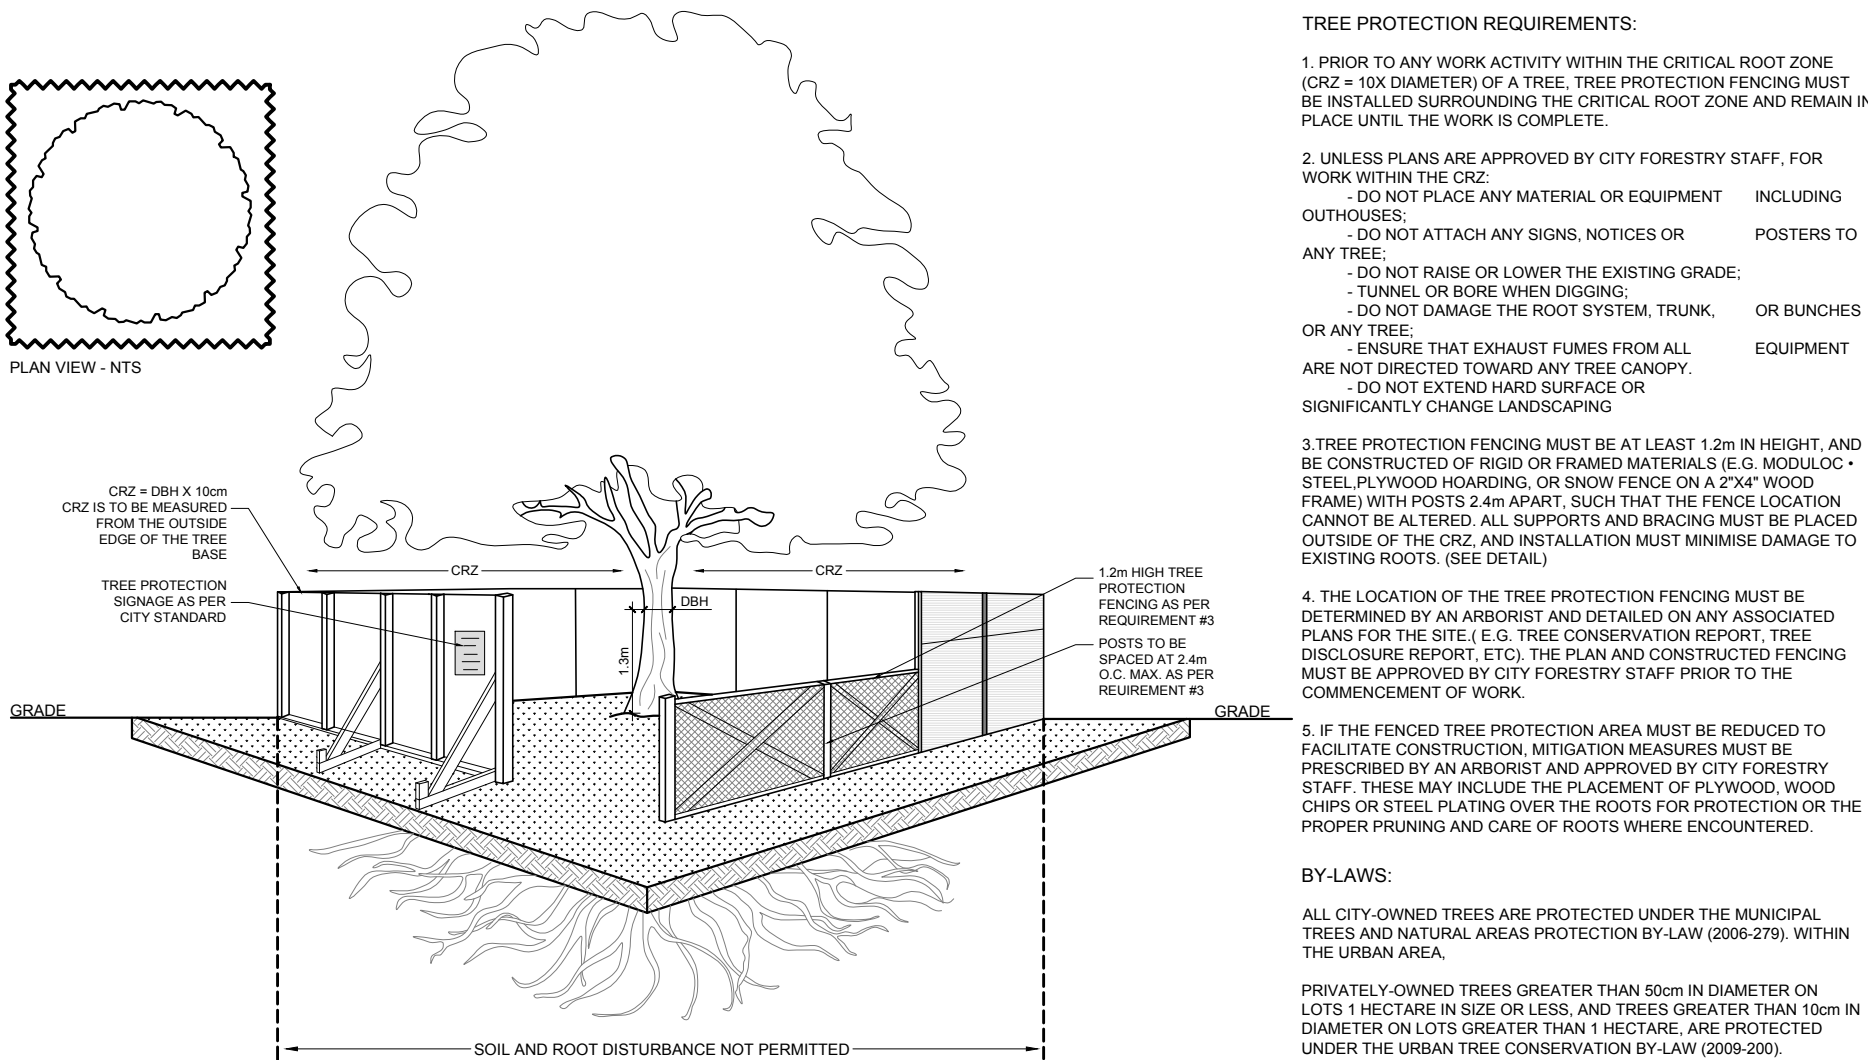 TREE PROTECTION REQUIREMENTS:
1. PRIOR TO ANY WORK ACTIVITY WITHIN THE CRITICAL ROOT ZONE
(CRZ = 10X DIAMETER) OF A TREE, TREE PROTECTION FENCING MUST
BE INSTALLED SURROUNDING THE CRITICAL ROOT ZONE AND REMAIN IN
PLACE UNTIL THE WORK IS COMPLETE.
2. UNLESS PLANS ARE APPROVED BY CITY FORESTRY STAFF, FOR
WORK WITHIN THE CRZ:
- DO NOT PLACE ANY MATERIAL OR EQUIPMENT INCLUDING
OUTHOUSES;
- DO NOT ATTACH ANY SIGNS, NOTICES OR POSTERS TO
ANY TREE;
- DO NOT RAISE OR LOWER THE EXISTING GRADE;
- TUNNEL OR BORE WHEN DIGGING;
- DO NOT DAMAGE THE ROOT SYSTEM, TRUNK, OR BUNCHES
OR ANY TREE;
- ENSURE THAT EXHAUST FUMES FROM ALL EQUIPMENT
ARE NOT DIRECTED TOWARD ANY TREE CANOPY.
- DO NOT EXTEND HARD SURFACE OR
SIGNIFICANTLY CHANGE LANDSCAPING
3.TREE PROTECTION FENCING MUST BE AT LEAST 1.2m IN HEIGHT, AND
BE CONSTRUCTED OF RIGID OR FRAMED MATERIALS (E.G. MODULOC •
STEEL,PLYWOOD HOARDING, OR SNOW FENCE ON A 2"X4" WOOD
FRAME) WITH POSTS 2.4m APART, SUCH THAT THE FENCE LOCATION
CANNOT BE ALTERED. ALL SUPPORTS AND BRACING MUST BE PLACED
OUTSIDE OF THE CRZ, AND INSTALLATION MUST MINIMISE DAMAGE TO
EXISTING ROOTS. (SEE DETAIL)
4. THE LOCATION OF THE TREE PROTECTION FENCING MUST BE
DETERMINED BY AN ARBORIST AND DETAILED ON ANY ASSOCIATED
PLANS FOR THE SITE.( E.G. TREE CONSERVATION REPORT, TREE
DISCLOSURE REPORT, ETC). THE PLAN AND CONSTRUCTED FENCING
MUST BE APPROVED BY CITY FORESTRY STAFF PRIOR TO THE
COMMENCEMENT OF WORK.
5. IF THE FENCED TREE PROTECTION AREA MUST BE REDUCED TO
FACILITATE CONSTRUCTION, MITIGATION MEASURES MUST BE
PRESCRIBED BY AN ARBORIST AND APPROVED BY CITY FORESTRY
STAFF. THESE MAY INCLUDE THE PLACEMENT OF PLYWOOD, WOOD
CHIPS OR STEEL PLATING OVER THE ROOTS FOR PROTECTION OR THE
PROPER PRUNING AND CARE OF ROOTS WHERE ENCOUNTERED.
BY-LAWS:
ALL CITY-OWNED TREES ARE PROTECTED UNDER THE MUNICIPAL
TREES AND NATURAL AREAS PROTECTION BY-LAW (2006-279). WITHIN
THE URBAN AREA,
PRIVATELY-OWNED TREES GREATER THAN 50cm IN DIAMETER ON
LOTS 1 HECTARE IN SIZE OR LESS, AND TREES GREATER THAN 10cm IN
DIAMETER ON LOTS GREATER THAN 1 HECTARE, ARE PROTECTED
UNDER THE URBAN TREE CONSERVATION BY-LAW (2009-200).
PLAN VIEW - NTS
CRZ = DBH X 10cm
CRZ IS TO BE MEASURED
FROM THE OUTSIDE
EDGE OF THE TREE
BASE
TREE PROTECTION
SIGNAGE AS PER
CITY STANDARD
CRZ
CRZ
DBH
1.3m
1.2m HIGH TREE
PROTECTION
FENCING AS PER
REQUIREMENT #3
POSTS TO BE
SPACED AT 2.4m
O.C. MAX. AS PER
REUIREMENT #3
GRADE
GRADE
SOIL AND ROOT DISTURBANCE NOT PERMITTED